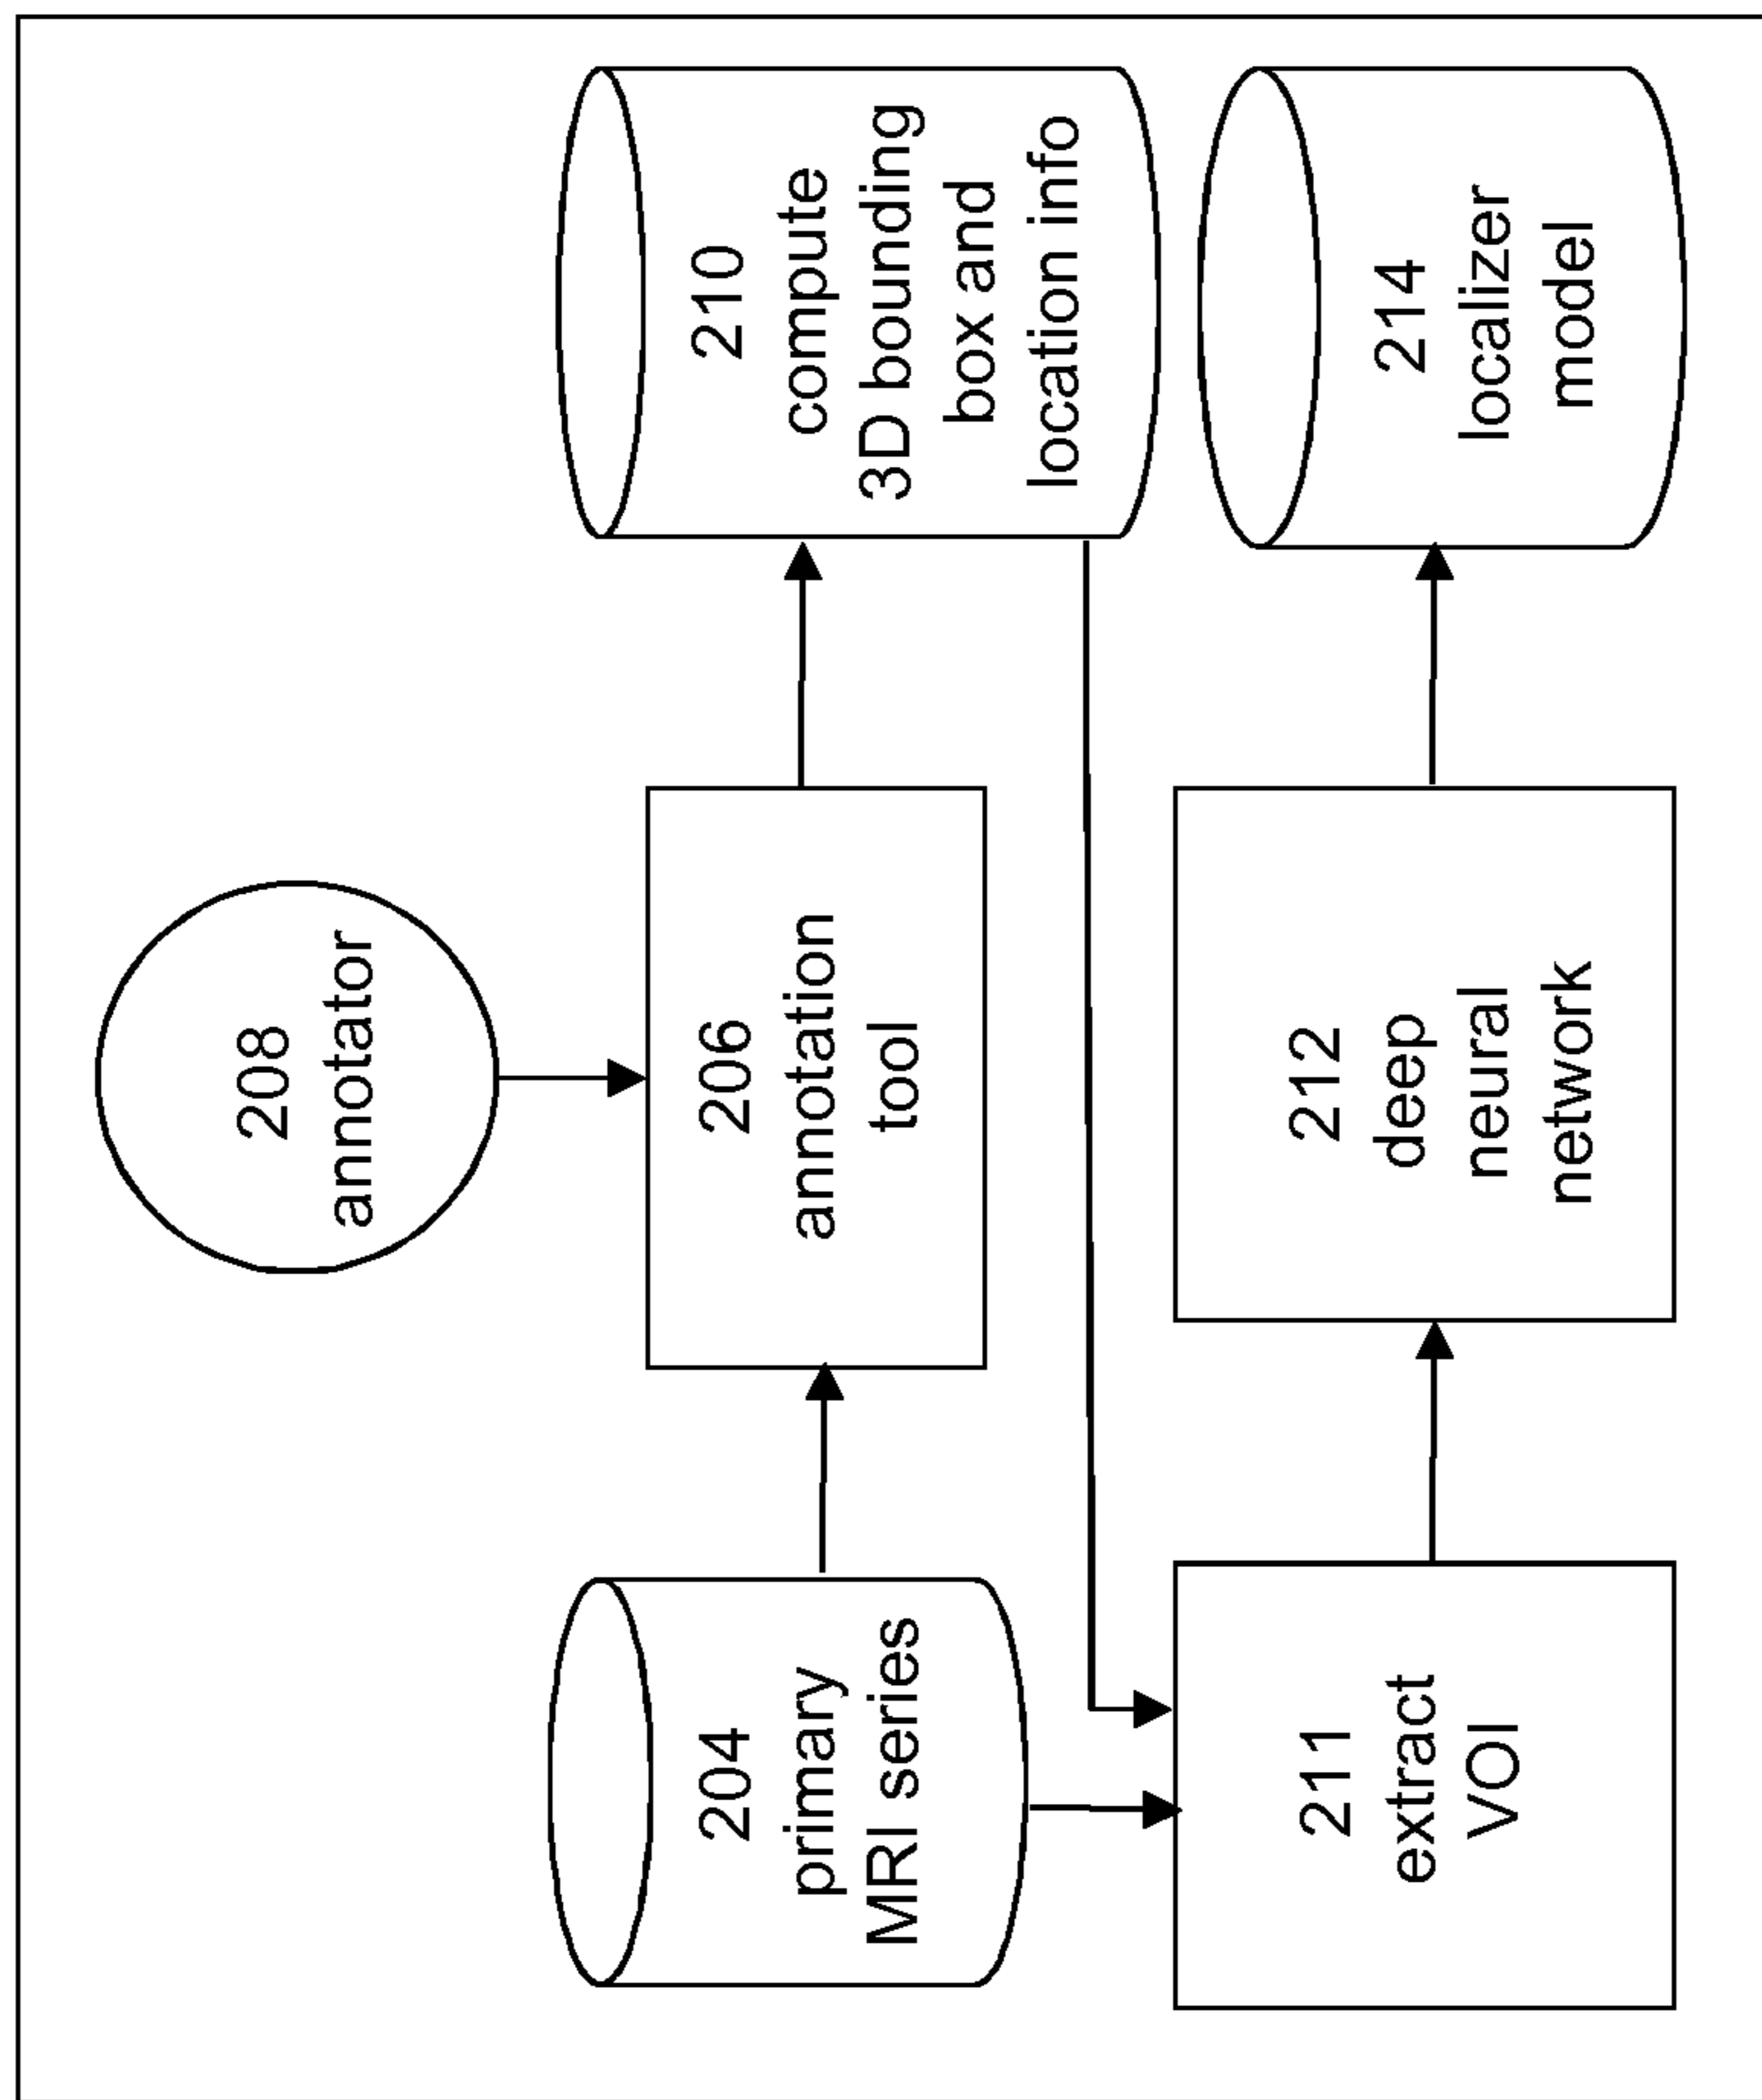 208
annotator
204
primary
MRI series
206
annotation
tool
210
compute
3D bounding
box and
location info
211
extract
VOI
212
deep
neural
network
214
localizer
model